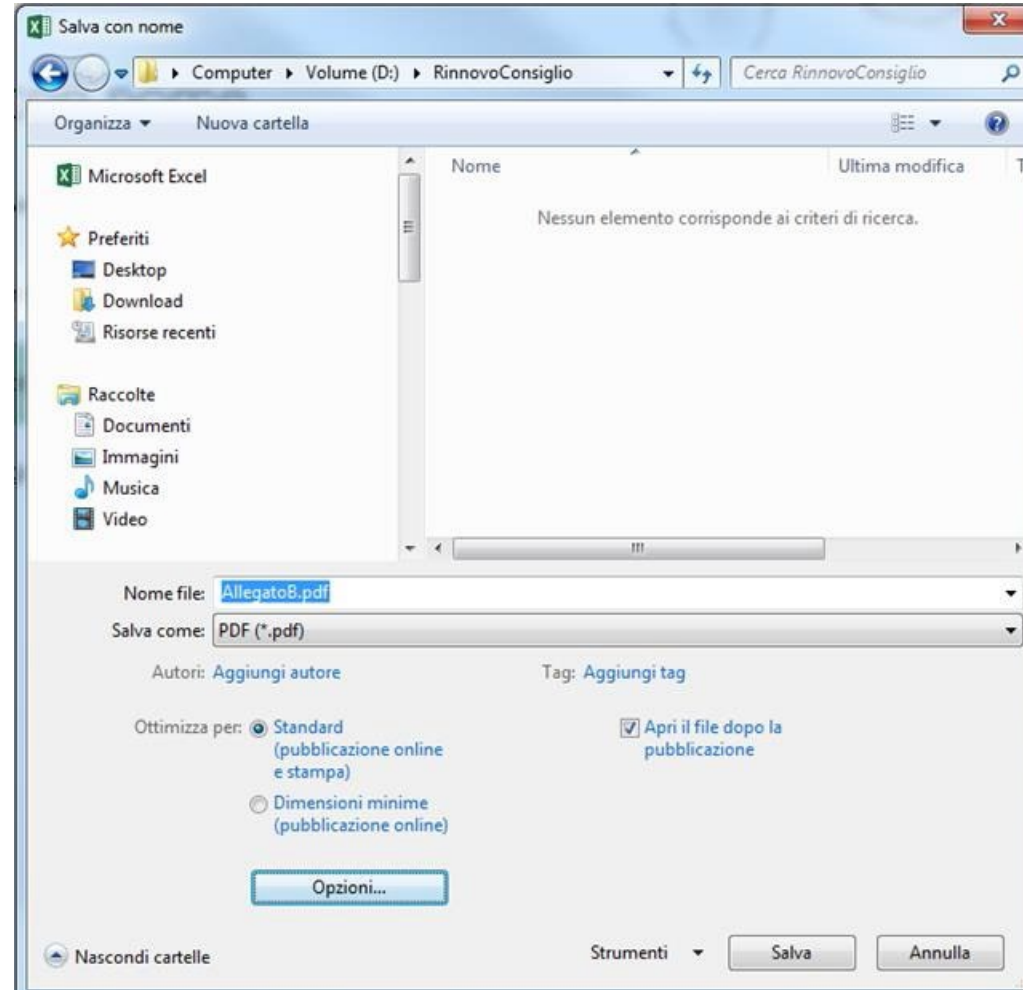 Salva con nome
Computer Volume (D:) RinnovoConsiglio Cerca RinnovoConsiglio
Organizza Nuova cartella
Microsoft Excel
Preferiti
Desktop
Download
Risorse recenti
Raccolte
Documenti
Immagini
Musica
Video
Nome Ultima modifica T
Nessun elemento corrisponde ai criteri di ricerca.
Nome file: AllegatoB.pdf
Salva come: PDF (*.pdf)
Autori: Aggiungi autore Tag: Aggiungi tag
Ottimizza per: Standard
(pubblicazione online
e stampa)
Dimensioni minime
(pubblicazione online)
Apri il file dopo la
pubblicazione
Opzioni...
Nascondi cartelle Strumenti Salva Annulla